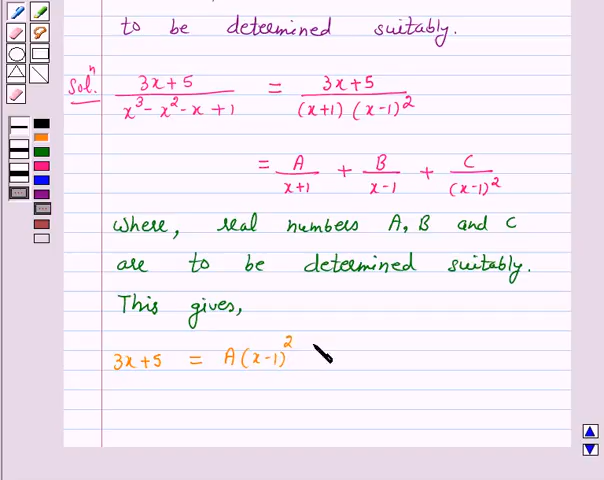 to be determined suitably.
Solⁿ. (3x+5)/(x³-x²-x+1) = (3x+5)/((x+1)(x-1)²)
= A/(x+1) + B/(x-1) + C/(x-1)²
where, real numbers A, B and C
are to be determined suitably.
This gives,
3x+5 = A(x-1)²